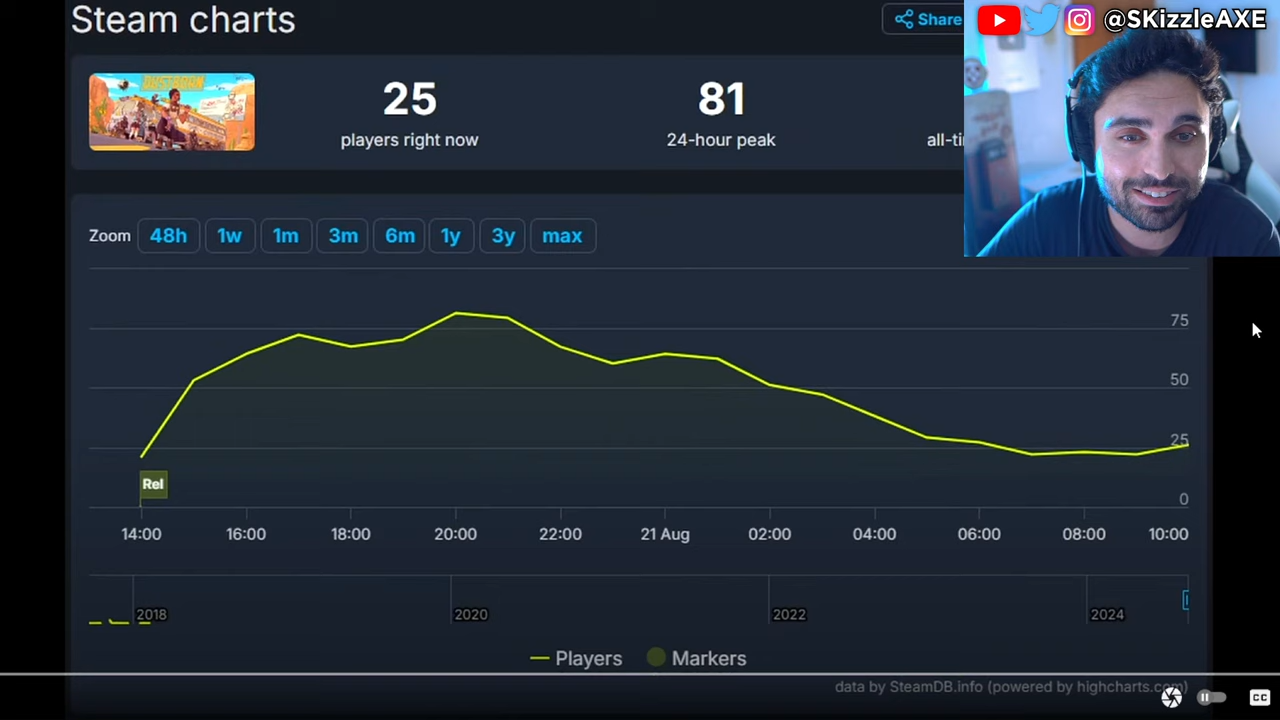 Steam charts
Share
@SKizzleAXE
DUSTBORN
25
81
players right now
24-hour peak
all-ti
Zoom
48h
1w
1m
3m
6m
1y
3y
max
75
50
25
0
Rel
14:00
16:00
18:00
20:00
22:00
21 Aug
02:00
04:00
06:00
08:00
10:00
2018
2020
2022
2024
Players
Markers
data by SteamDB.info (powered by highcharts.com)
CC